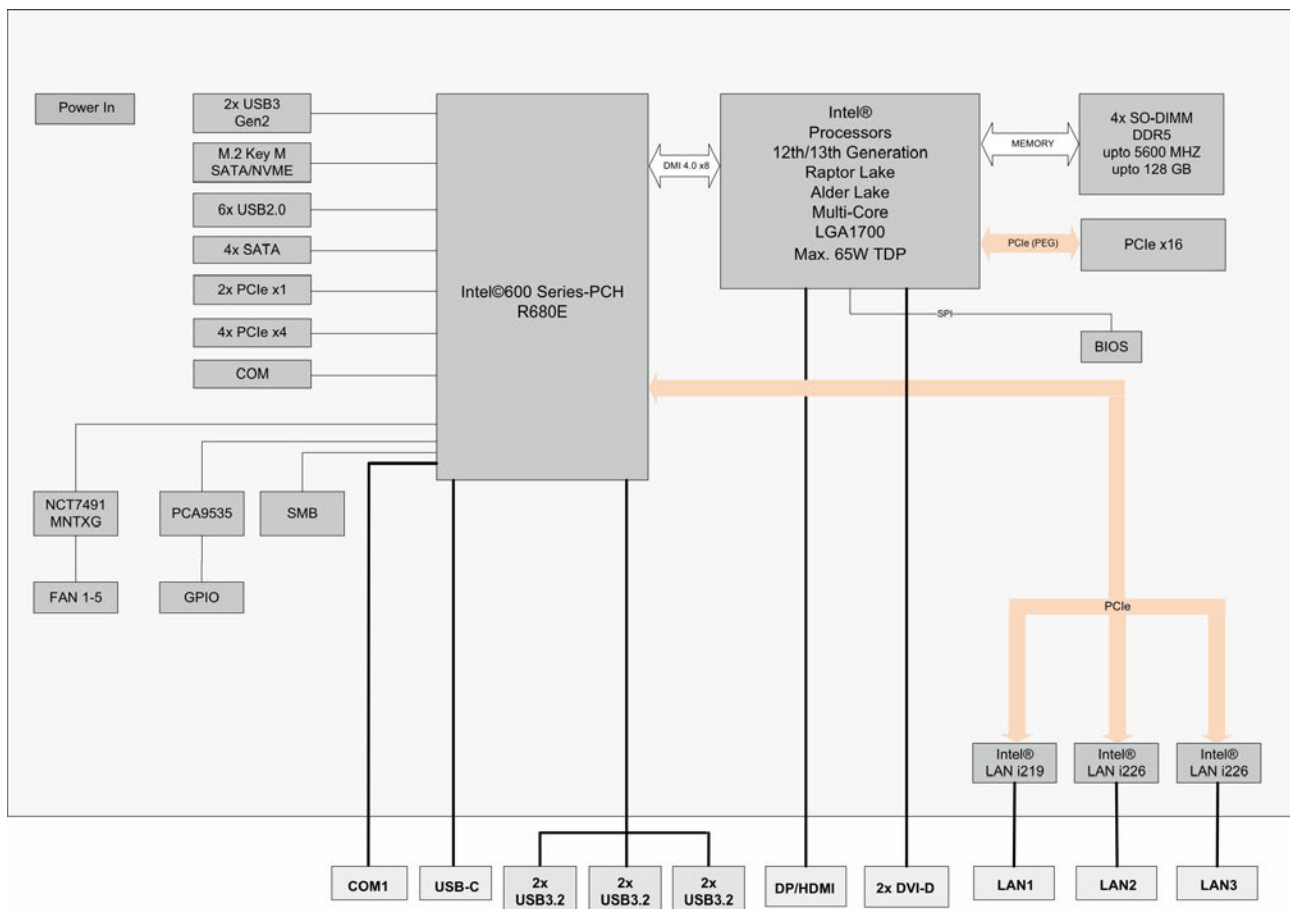 Power In
2x USB3
Gen2
M.2 Key M
SATA/NVME
6x USB2.0
4x SATA
2x PCIe x1
4x PCIe x4
COM
Intel©600 Series-PCH
R680E
DMI 4.0 x8
Intel®
Processors
12th/13th Generation
Raptor Lake
Alder Lake
Multi-Core
LGA1700
Max. 65W TDP
MEMORY
4x SO-DIMM
DDR5
upto 5600 MHZ
upto 128 GB
PCIe (PEG)
PCIe x16
SPI
BIOS
NCT7491
MNTXG
PCA9535
SMB
FAN 1-5
GPIO
PCIe
Intel®
LAN i219
Intel®
LAN i226
Intel®
LAN i226
COM1
USB-C
2x
USB3.2
2x
USB3.2
2x
USB3.2
DP/HDMI
2x DVI-D
LAN1
LAN2
LAN3